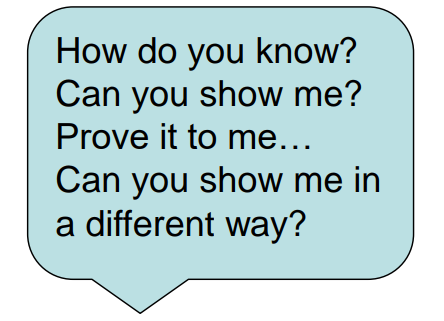 How do you know?
Can you show me?
Prove it to me…
Can you show me in
a different way?